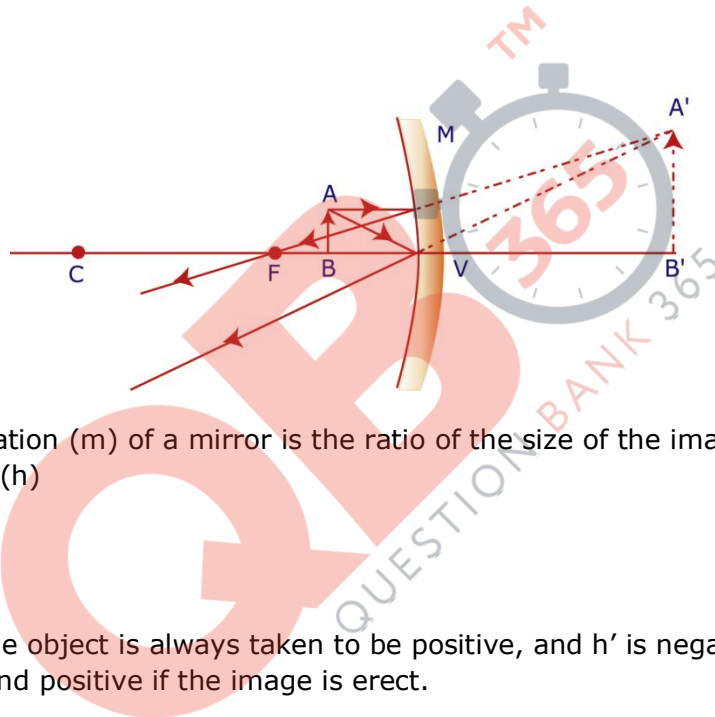 TM
A'
M
A
365
C
F
B
V
B'
QB
QUESTION BANK 365
ation (m) of a mirror is the ratio of the size of the ima
(h)
e object is always taken to be positive, and h’ is nega
nd positive if the image is erect.